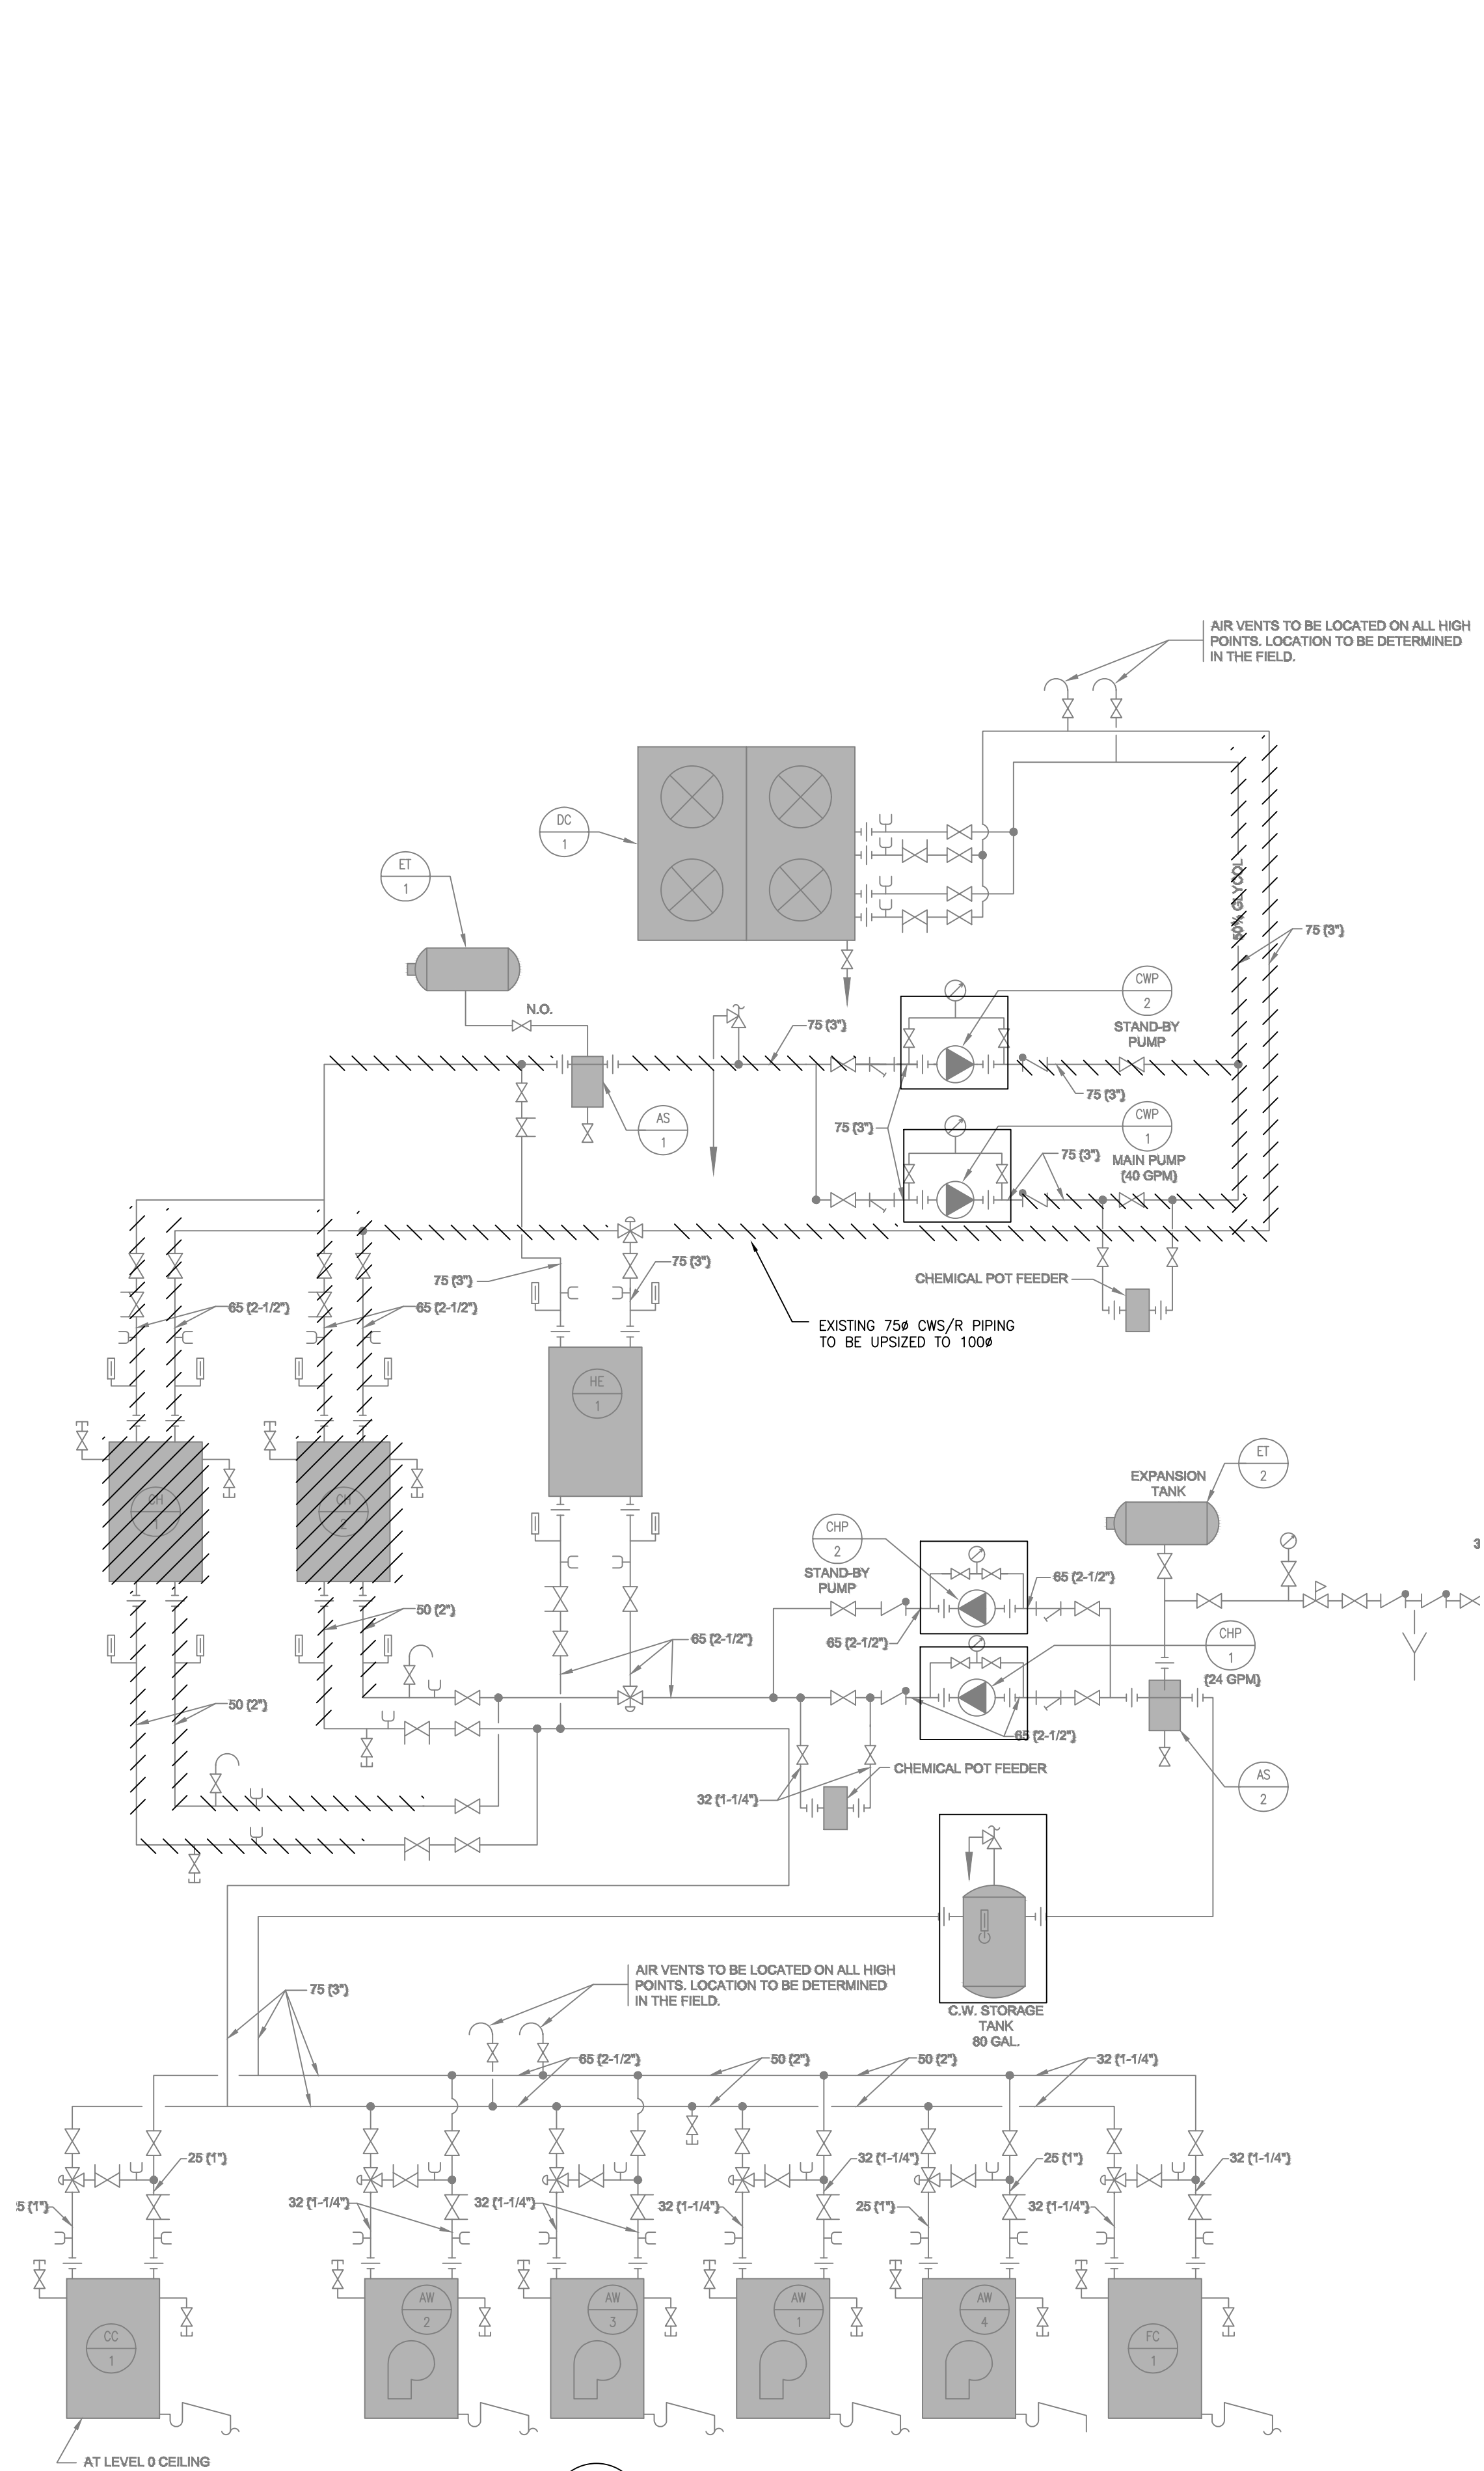 AIR VENTS TO BE LOCATED ON ALL HIGH
POINTS. LOCATION TO BE DETERMINED
IN THE FIELD.
DC
1
ET
1
50% GLYCOL
75 (3")
N.O.
75 (3")
CWP
2
STAND-BY
PUMP
75 (3")
AS
1
75 (3")
CWP
1
MAIN PUMP
(40 GPM)
75 (3")
75 (3")
75 (3")
CHEMICAL POT FEEDER
65 (2-1/2")
65 (2-1/2")
EXISTING 75ø CWS/R PIPING
TO BE UPSIZED TO 100ø
HE
1
CH
1
CH
2
ET
2
EXPANSION
TANK
CHP
2
STAND-BY
PUMP
65 (2-1/2")
3
50 (2")
65 (2-1/2")
65 (2-1/2")
CHP
1
(24 GPM)
50 (2")
65 (2-1/2")
CHEMICAL POT FEEDER
32 (1-1/4")
AS
2
75 (3")
AIR VENTS TO BE LOCATED ON ALL HIGH
POINTS. LOCATION TO BE DETERMINED
IN THE FIELD.
C.W. STORAGE
TANK
80 GAL.
65 (2-1/2")
50 (2")
50 (2")
32 (1-1/4")
25 (1")
32 (1-1/4")
25 (1")
32 (1-1/4")
5 (1")
32 (1-1/4")
32 (1-1/4")
32 (1-1/4")
25 (1")
32 (1-1/4")
CC
1
AW
2
AW
3
AW
1
AW
4
FC
1
AT LEVEL 0 CEILING